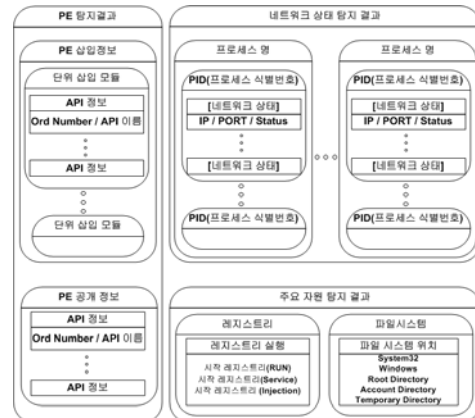 PE 탐지결과
PE 삽입정보
단위 삽입 모듈
API 정보
Ord Number / API 이름
API 정보
단위 삽입 모듈
PE 공개 정보
API 정보
Ord Number / API 이름
API 정보
네트워크 상태 탐지 결과
프로세스 명
PID(프로세스 식별번호)
[네트워크 상태]
IP / PORT / Status
[네트워크 상태]
PID(프로세스 식별번호)
프로세스 명
PID(프로세스 식별번호)
[네트워크 상태]
IP / PORT / Status
[네트워크 상태]
PID(프로세스 식별번호)
주요 자원 탐지 결과
레지스트리
레지스트리 실행
시작 레지스트리(RUN)
시작 레지스트리(Service)
시작 레지스트리 (Injection)
파일시스템
파일 시스템 위치
System32
Windows
Root Directory
Account Directory
Temporary Directory